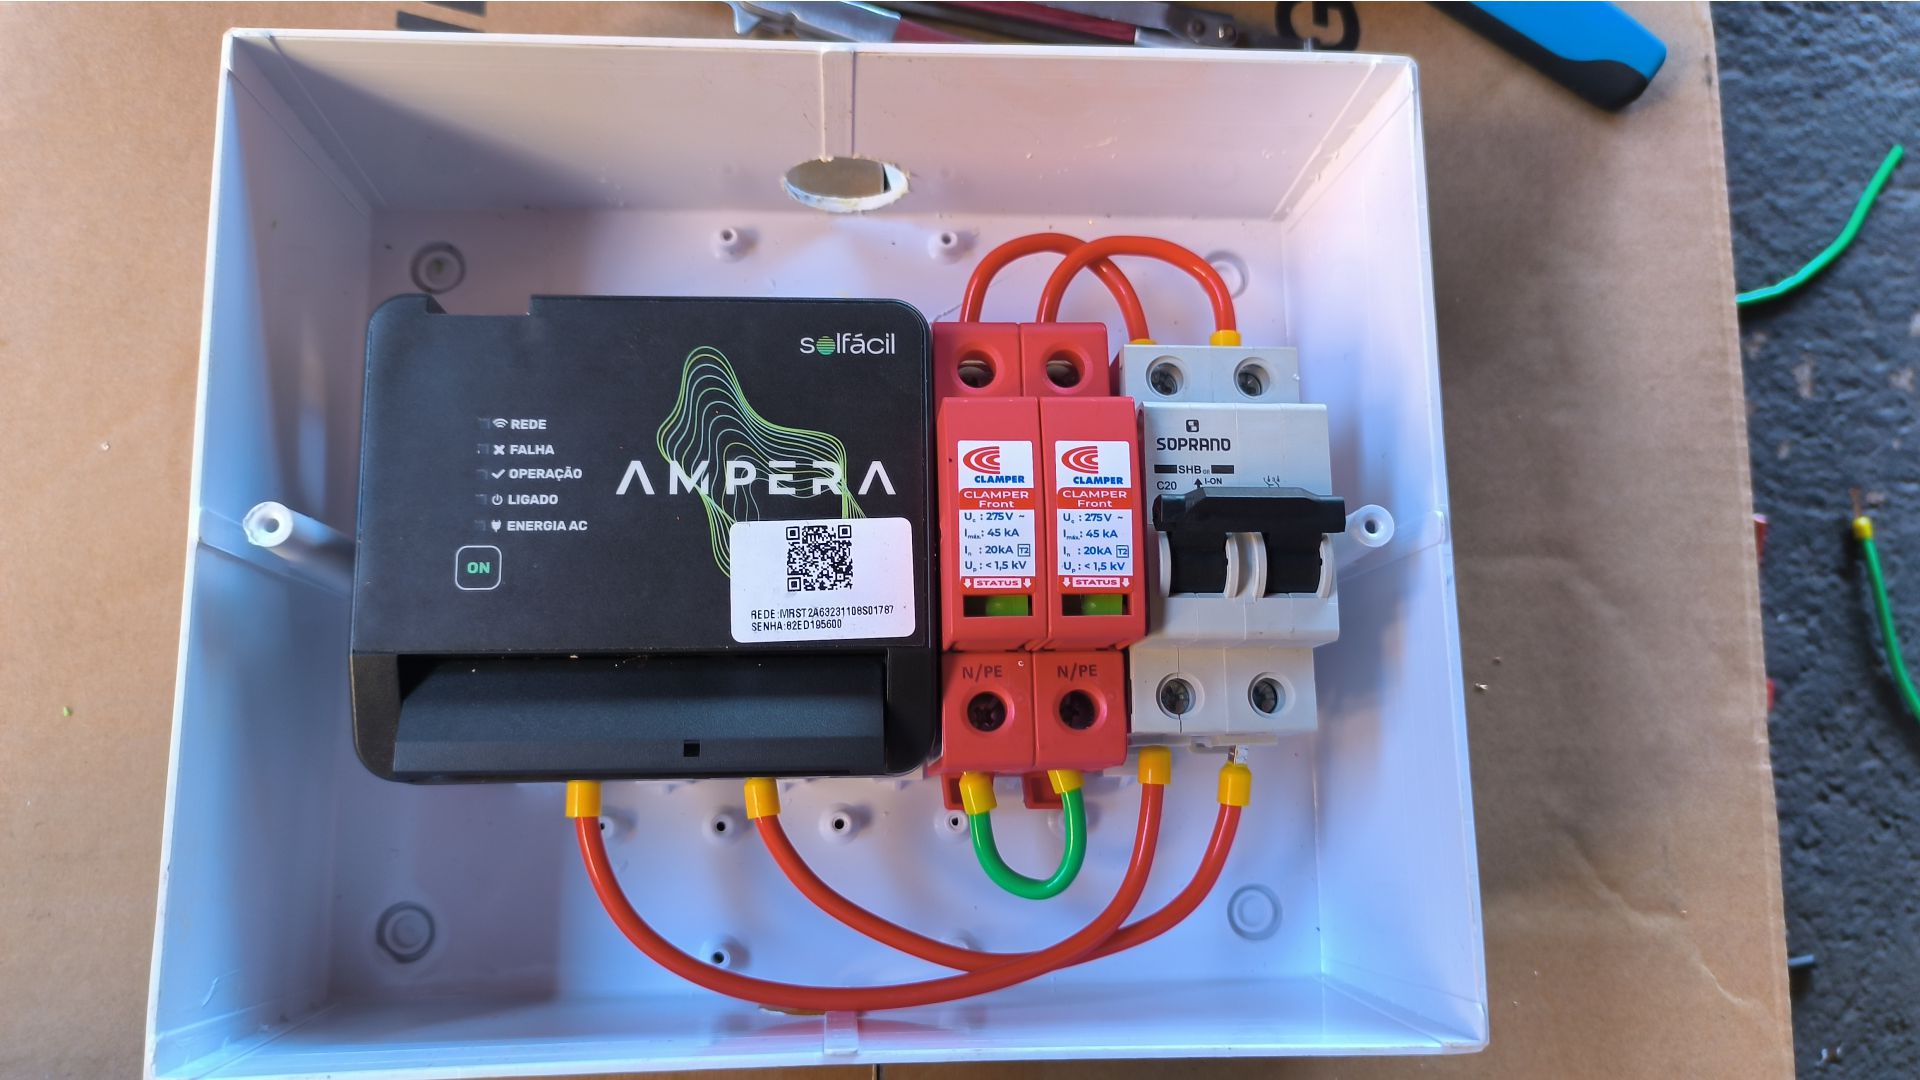 G
solfácil
REDE
FALHA
OPERAÇÃO
LIGADO
ENERGIA AC
ON
AMPERA
REDE:MRST2A63231108S01787
SENHA:82ED195600
CLAMPER
CLAMPER
Front
Uc : 275V ~
Imáx.: 45 kA
In : 20kA T2
Up : < 1,5 kV
STATUS
N/PE
CLAMPER
CLAMPER
Front
Uc : 275V ~
Imáx.: 45 kA
In : 20kA T2
Up : < 1,5 kV
STATUS
N/PE
SOPRANO
SHB
C20
I-ON